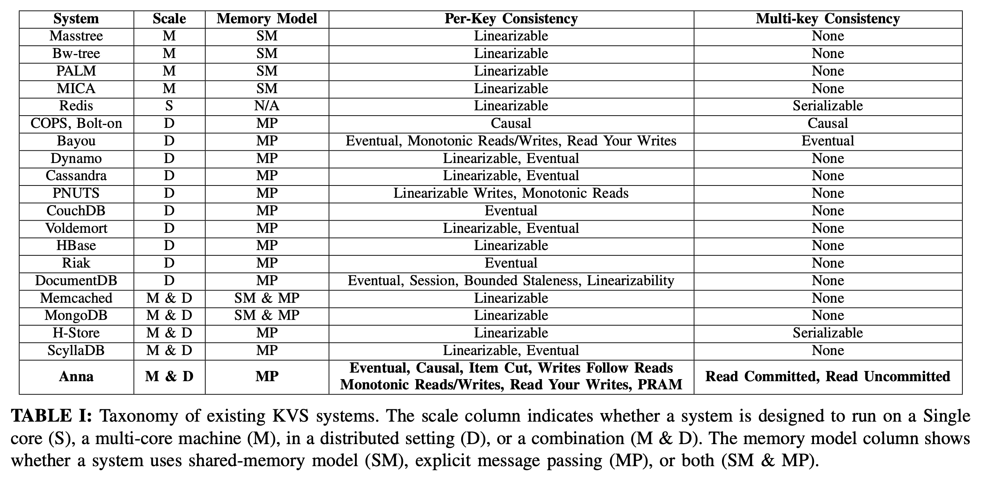 System Scale Memory Model Per-Key Consistency Multi-key Consistency
Masstree M SM Linearizable None
Bw-tree M SM Linearizable None
PALM M SM Linearizable None
MICA M SM Linearizable None
Redis S N/A Linearizable Serializable
COPS, Bolt-on D MP Causal Causal
Bayou D MP Eventual, Monotonic Reads/Writes, Read Your Writes Eventual
Dynamo D MP Linearizable, Eventual None
Cassandra D MP Linearizable, Eventual None
PNUTS D MP Linearizable Writes, Monotonic Reads None
CouchDB D MP Eventual None
Voldemort D MP Linearizable, Eventual None
HBase D MP Linearizable None
Riak D MP Eventual None
DocumentDB D MP Eventual, Session, Bounded Staleness, Linearizability None
Memcached M & D SM & MP Linearizable None
MongoDB M & D SM & MP Linearizable None
H-Store M & D MP Linearizable Serializable
ScyllaDB M & D MP Linearizable, Eventual None
Anna M & D MP Eventual, Causal, Item Cut, Writes Follow Reads
Monotonic Reads/Writes, Read Your Writes, PRAM Read Committed, Read Uncommitted
TABLE I: Taxonomy of existing KVS systems. The scale column indicates whether a system is designed to run on a Single
core (S), a multi-core machine (M), in a distributed setting (D), or a combination (M & D). The memory model column shows
whether a system uses shared-memory model (SM), explicit message passing (MP), or both (SM & MP).